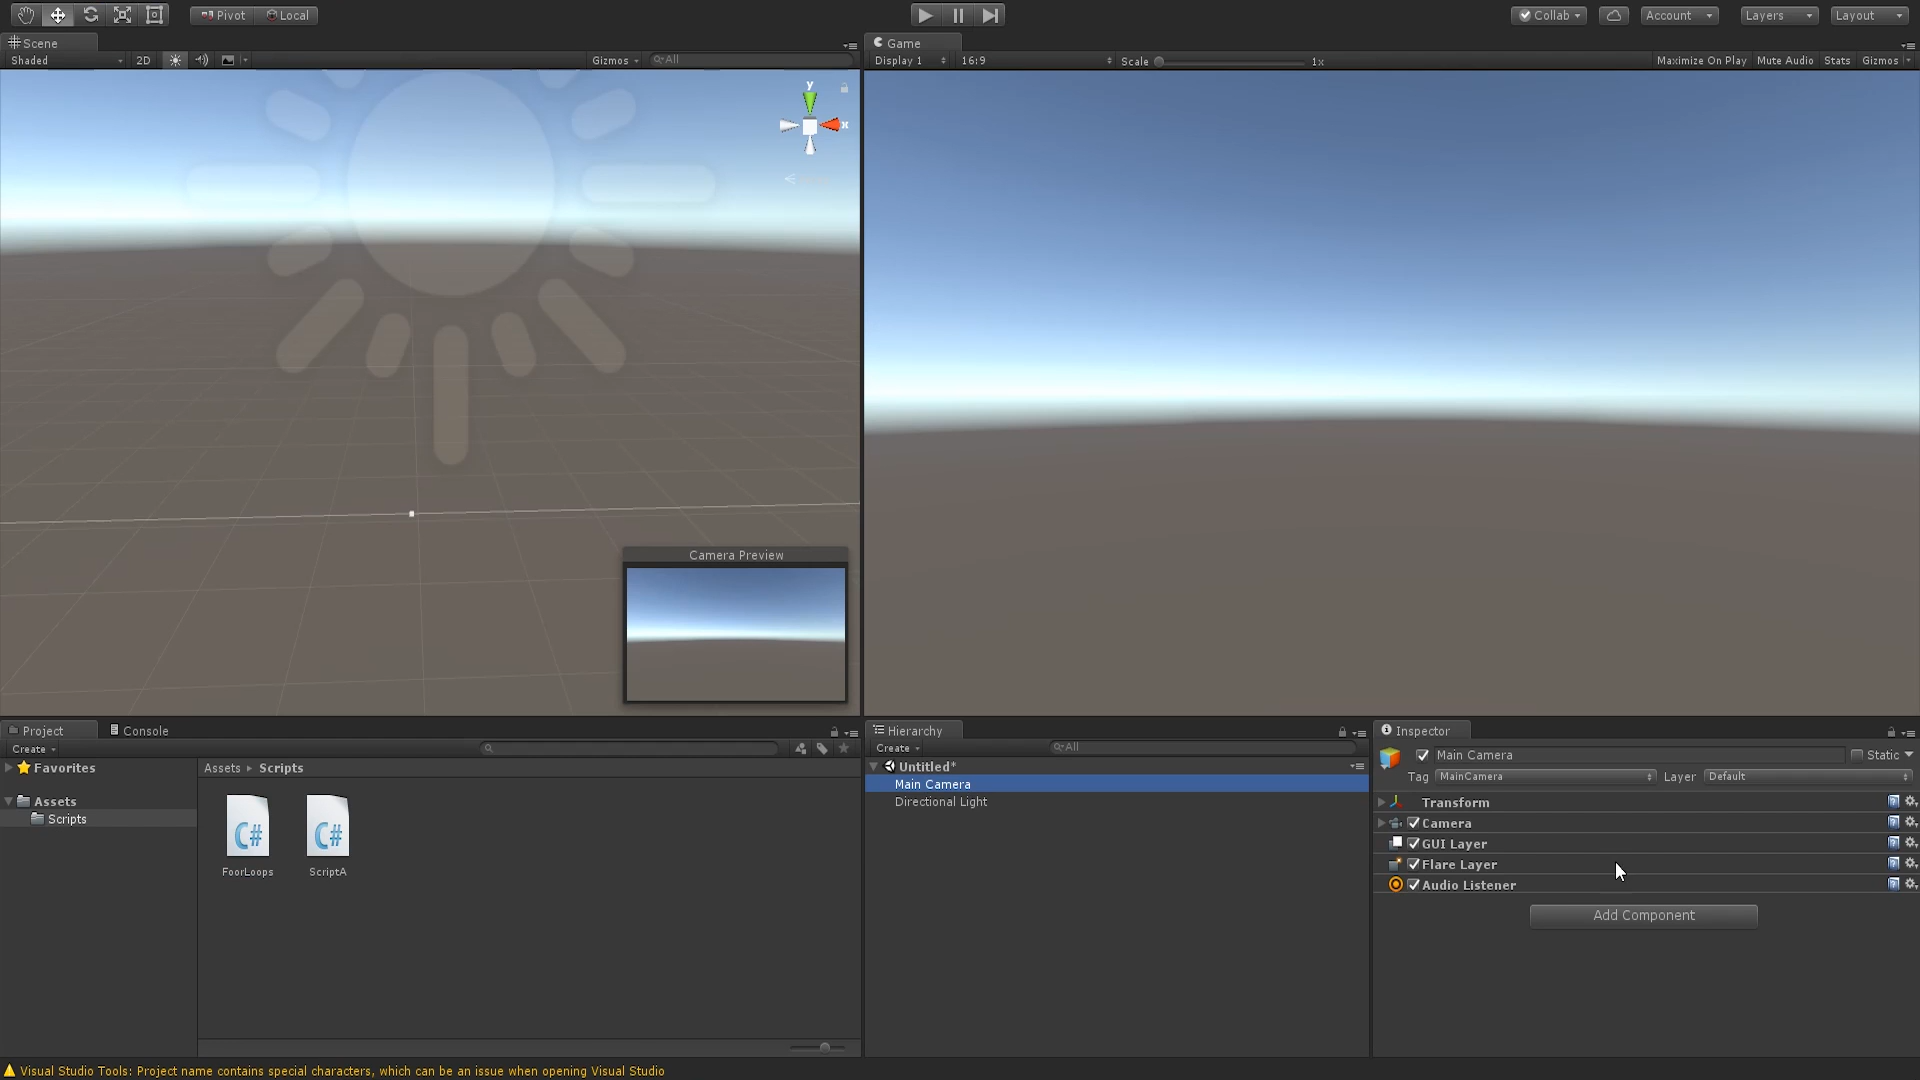 Pivot Local Collab Account Layers Layout
Scene
Shaded 2D Gizmos All
y
x
Camera Preview
Game
Display 1 16:9 Scale 1x Maximize On Play Mute Audio Stats Gizmos
Project Console
Create
Favorites
Assets
Scripts
Assets Scripts
C# C#
FoorLoops ScriptA
Hierarchy
Create All
Untitled*
Main Camera
Directional Light
Inspector
Main Camera Static
Tag MainCamera Layer Default
Transform
Camera
GUI Layer
Flare Layer
Audio Listener
Add Component
Visual Studio Tools: Project name contains special characters, which can be an issue when opening Visual Studio